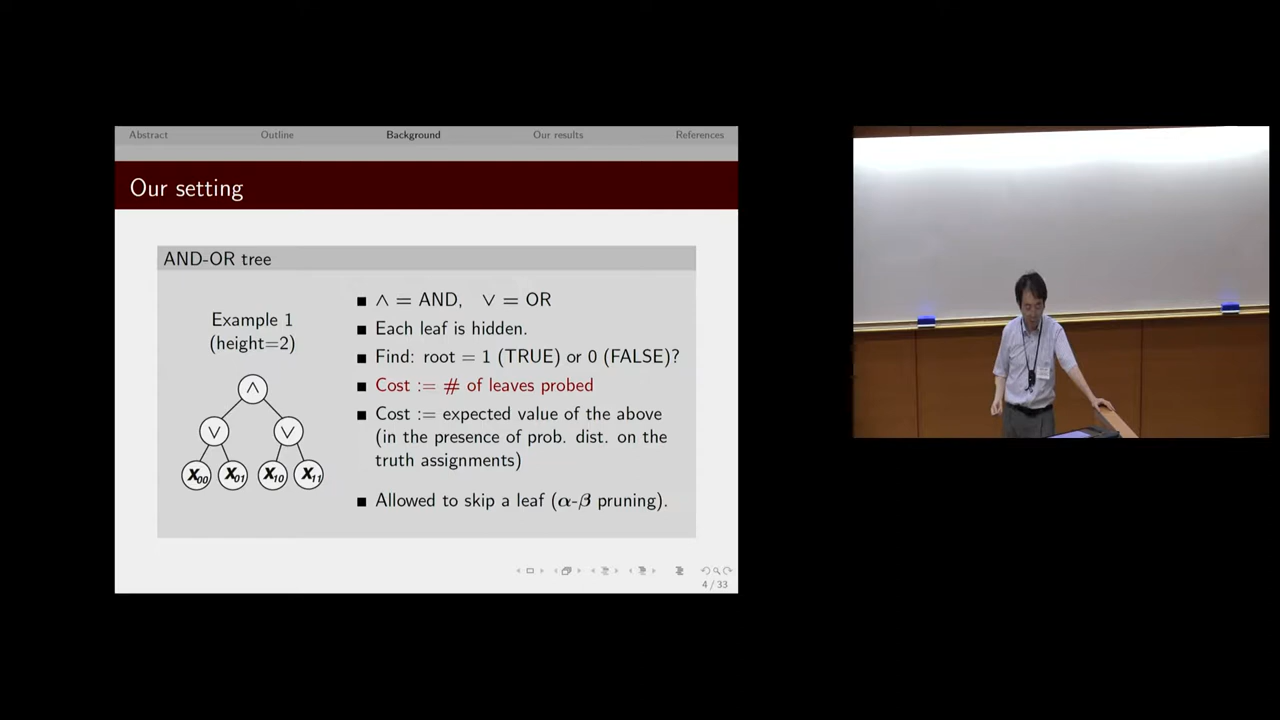 Abstract Outline Background Our results References
Our setting
AND-OR tree
Example 1
(height=2)
∧
∨ ∨
X00 X01 X10 X11
∧ = AND, ∨ = OR
Each leaf is hidden.
Find: root = 1 (TRUE) or 0 (FALSE)?
Cost := # of leaves probed
Cost := expected value of the above
(in the presence of prob. dist. on the
truth assignments)
Allowed to skip a leaf (α-β pruning).
4 / 33